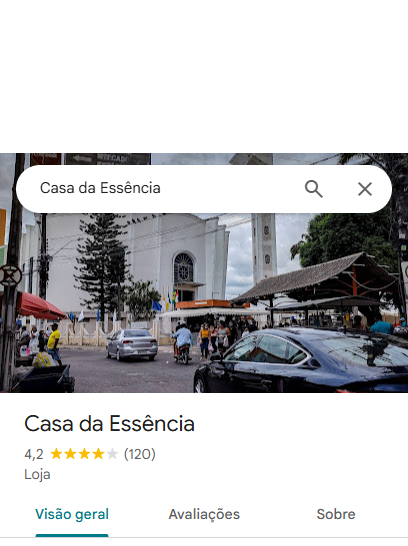 Casa da Essência
Casa da Essência
4,2 (120)
Loja
Visão geral
Avaliações
Sobre